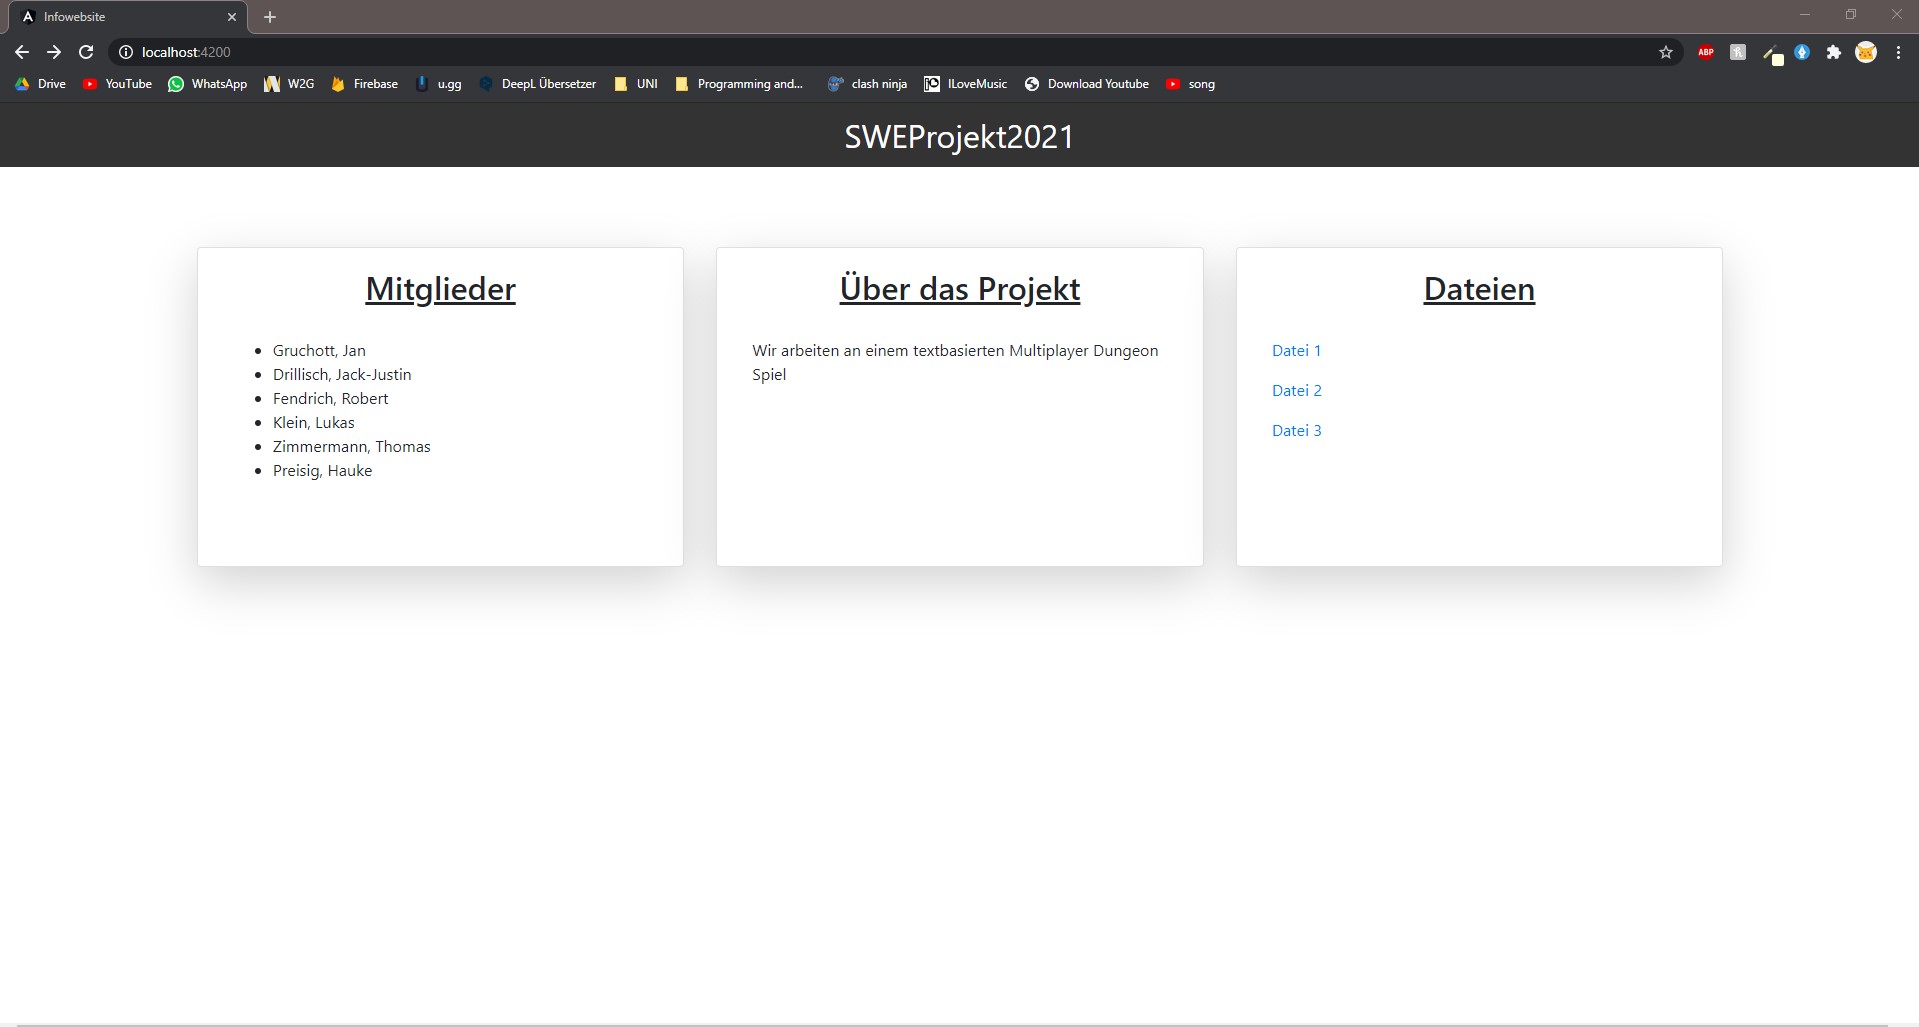 Infowebsite
localhost:4200
ABP
Drive YouTube WhatsApp W2G Firebase u.gg DeepL Übersetzer UNI Programming and... clash ninja ILoveMusic Download Youtube song
SWEProjekt2021
Mitglieder
Gruchott, Jan
Drillisch, Jack-Justin
Fendrich, Robert
Klein, Lukas
Zimmermann, Thomas
Preisig, Hauke
Über das Projekt
Wir arbeiten an einem textbasierten Multiplayer Dungeon
Spiel
Dateien
Datei 1
Datei 2
Datei 3